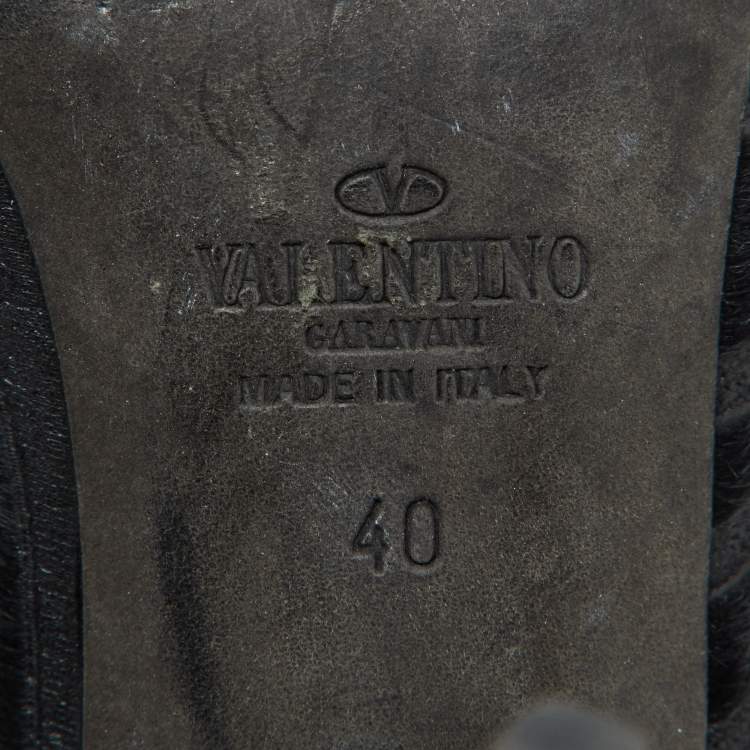 V
VALENTINO
GARAVANI
MADE IN ITALY
40